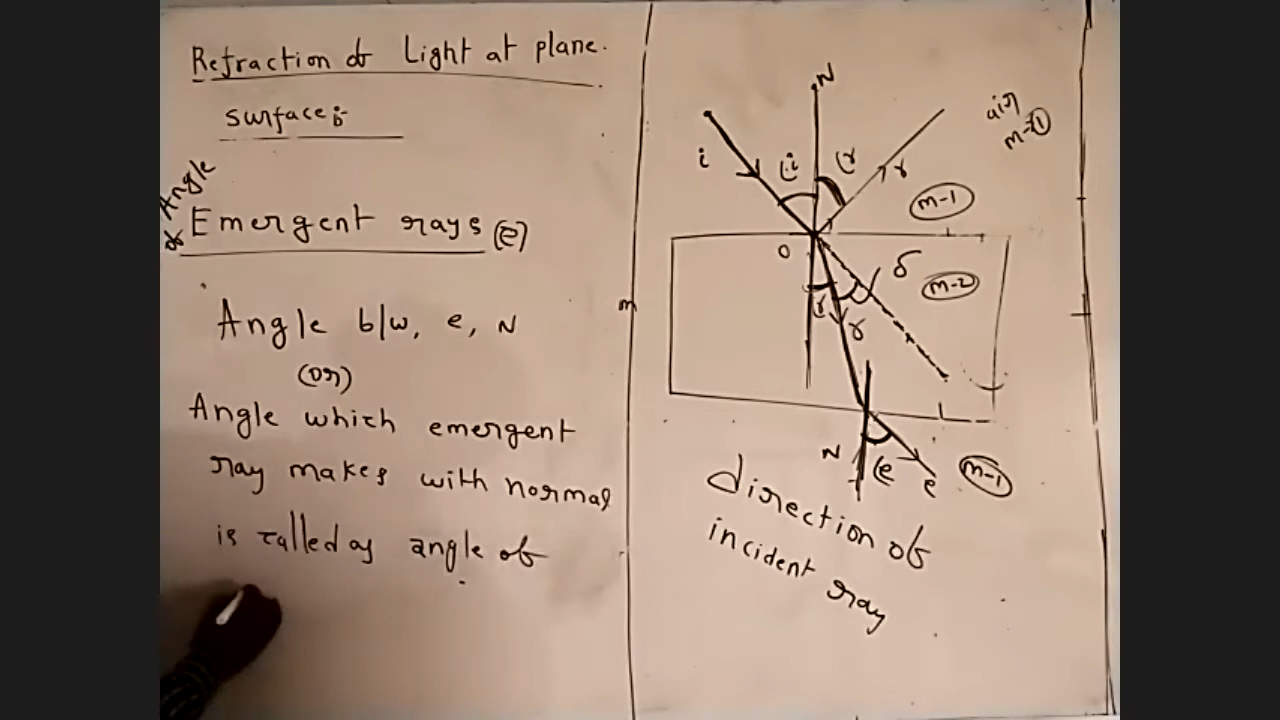 Refraction of Light at plane.
surface:-
Angle
of Emergent rays (e)
Angle b/w, e, N
(or)
Angle which emergent
ray makes with normal
is called as angle of
N
air
m-1
i
(i
(r
r
m-1
O
δ
m-2
m
(r
r
N
(e
e
m-1
direction of
incident ray